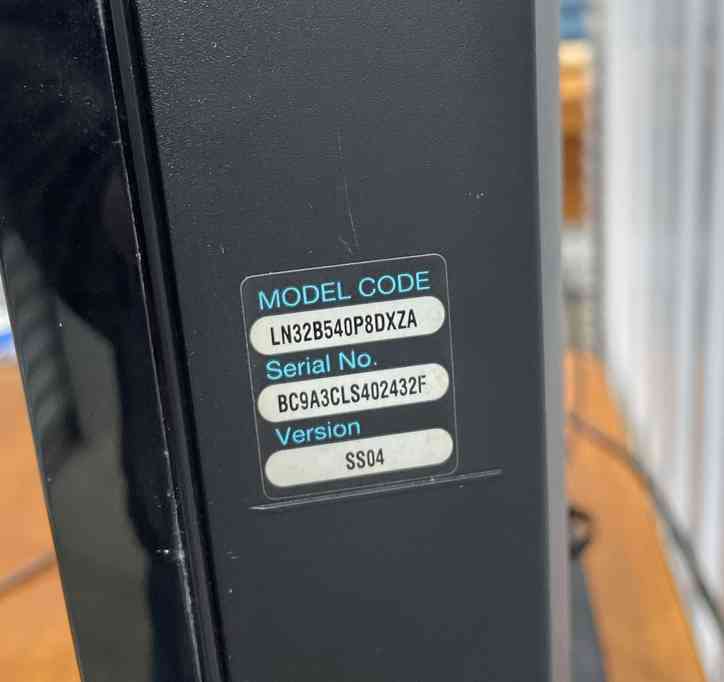 MODEL CODE
LN32B540P8DXZA
Serial No.
BC9A3CLS402432F
Version
SS04